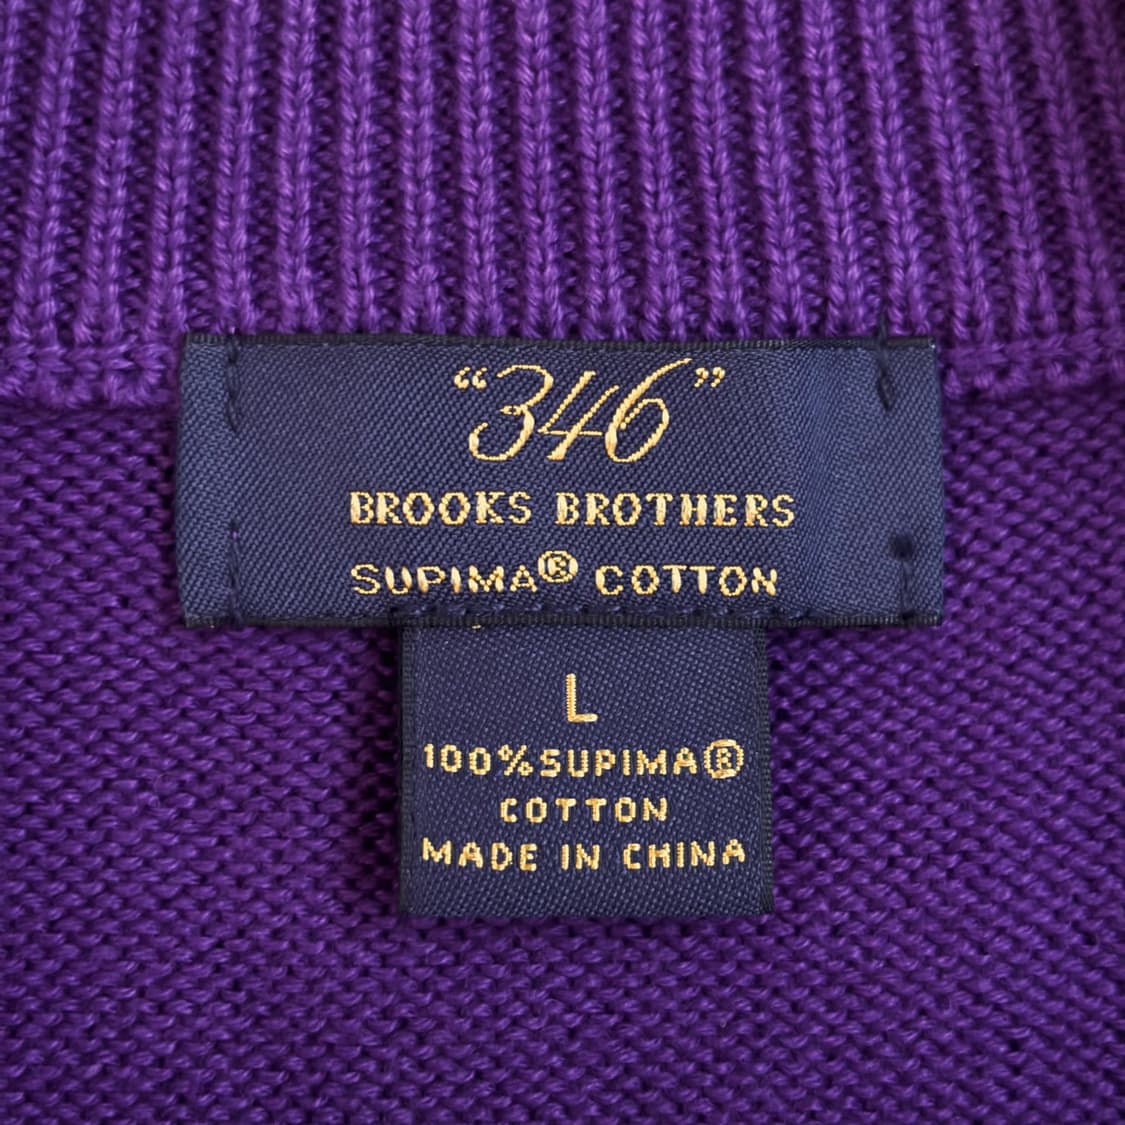 “346”
BROOKS BROTHERS
SUPIMA® COTTON
L
100%SUPIMA®
COTTON
MADE IN CHINA